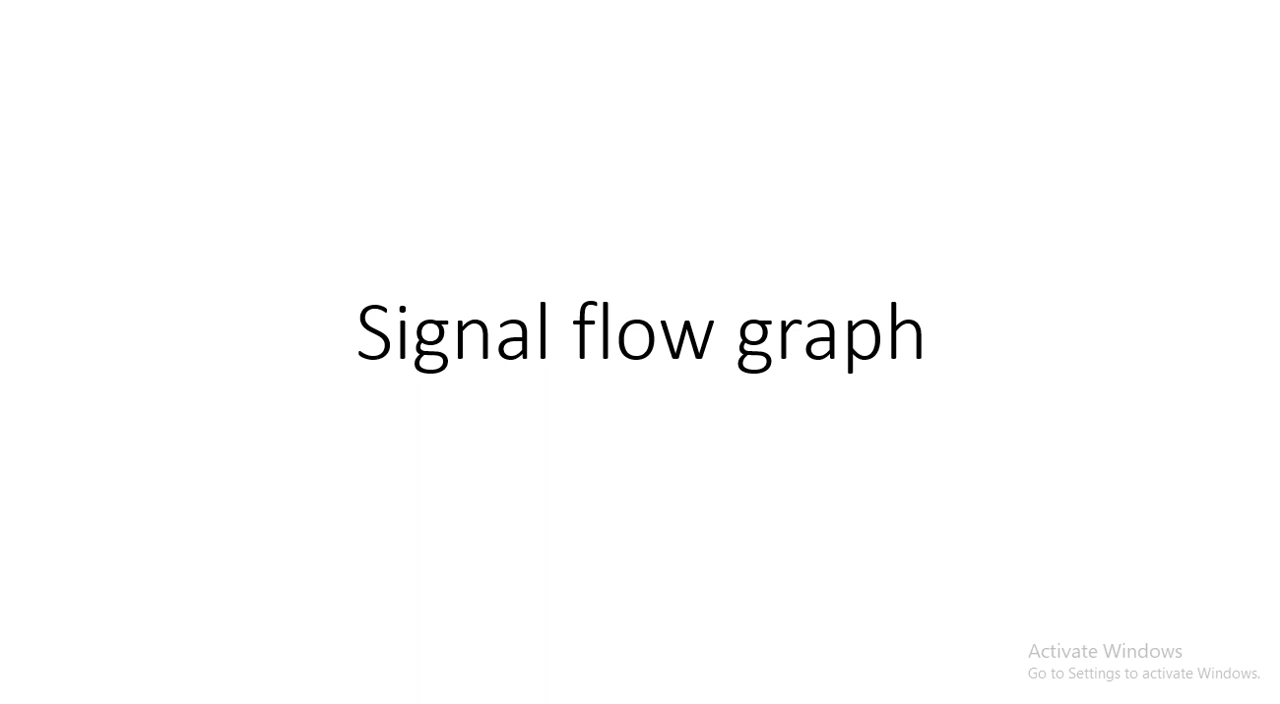 Signal flow graph
Activate Windows
Go to Settings to activate Windows.